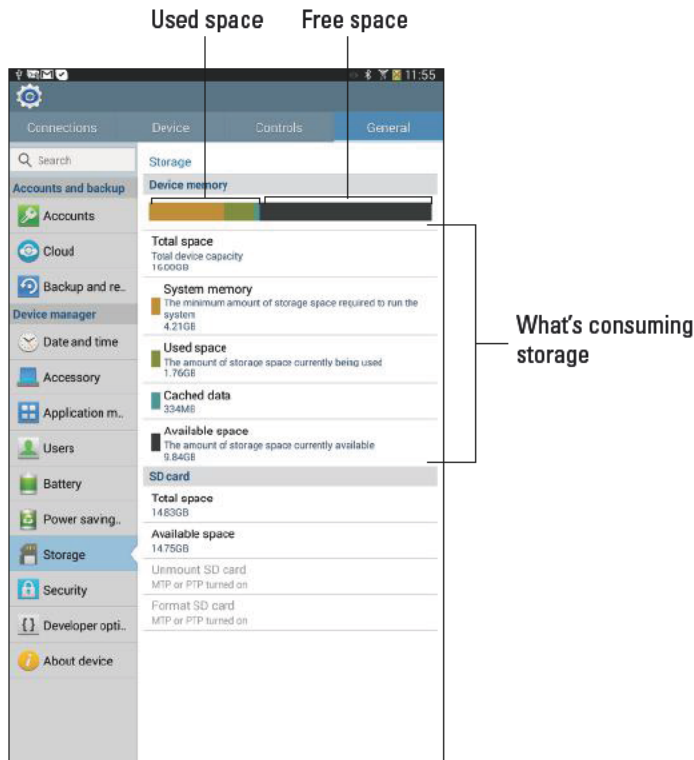 Used space
Free space
11:55
Connections
Device
Controls
General
Search
Storage
Accounts and backup
Device memory
Accounts
Total space
Total device capacity
16.00GB
Cloud
System memory
The minimum amount of storage space required to run the
system
4.21GB
Backup and re..
Device manager
Used space
The amount of storage space currently being used
1.76GB
What's consuming
storage
Date and time
Accessory
Cached data
334MB
Application m..
Available space
The amount of storage space currently available
9.84GB
Users
SD card
Battery
Total space
14.83GB
Power saving..
Available space
14.75GB
Storage
Unmount SD card
MTP or PTP turned on
Security
Format SD card
MTP or PTP turned on
{} Developer opti..
About device